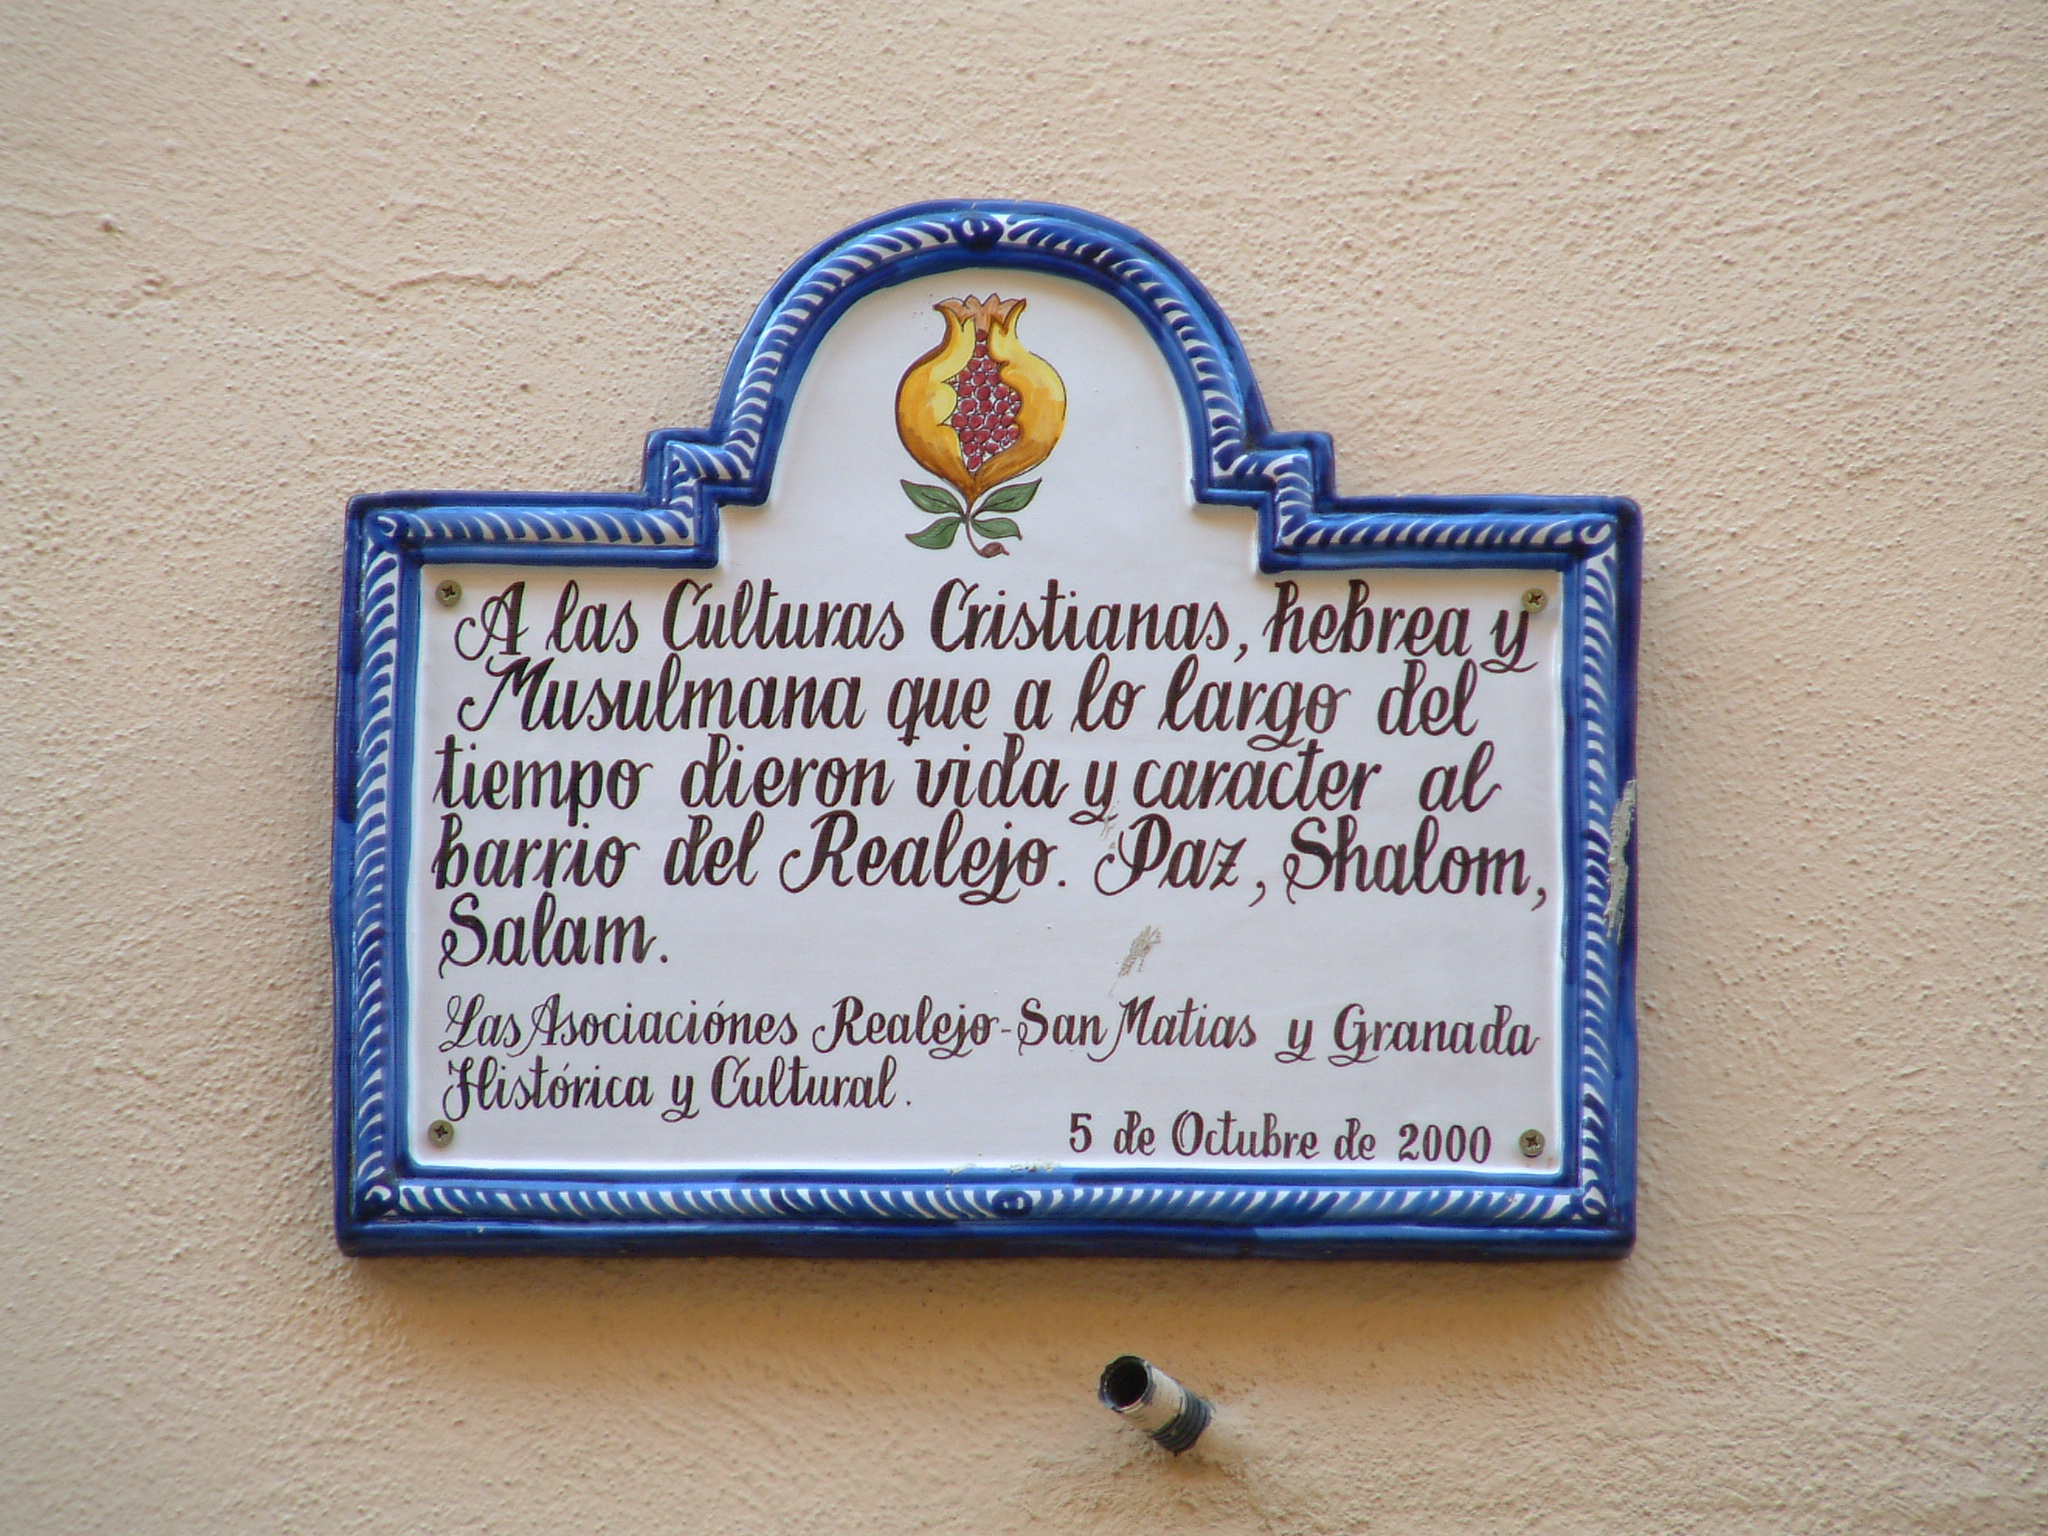 A las Culturas Cristianas, hebrea y
Musulmana que a lo largo del
tiempo dieron vida y caracter al
barrio del Realejo. Paz, Shalom,
Salam.
Las Asociaciónes Realejo-San Matias y Granada
Histórica y Cultural.
5 de Octubre de 2000